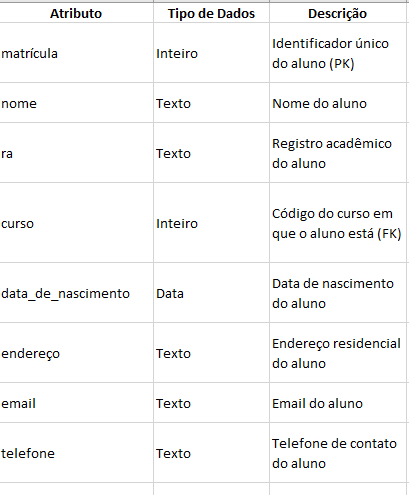 Atributo Tipo de Dados Descrição
matrícula Inteiro Identificador único
do aluno (PK)
nome Texto Nome do aluno
ra Texto Registro acadêmico
do aluno
curso Inteiro Código do curso em
que o aluno está (FK)
data_de_nascimento Data Data de nascimento
do aluno
endereço Texto Endereço residencial
do aluno
email Texto Email do aluno
telefone Texto Telefone de contato
do aluno